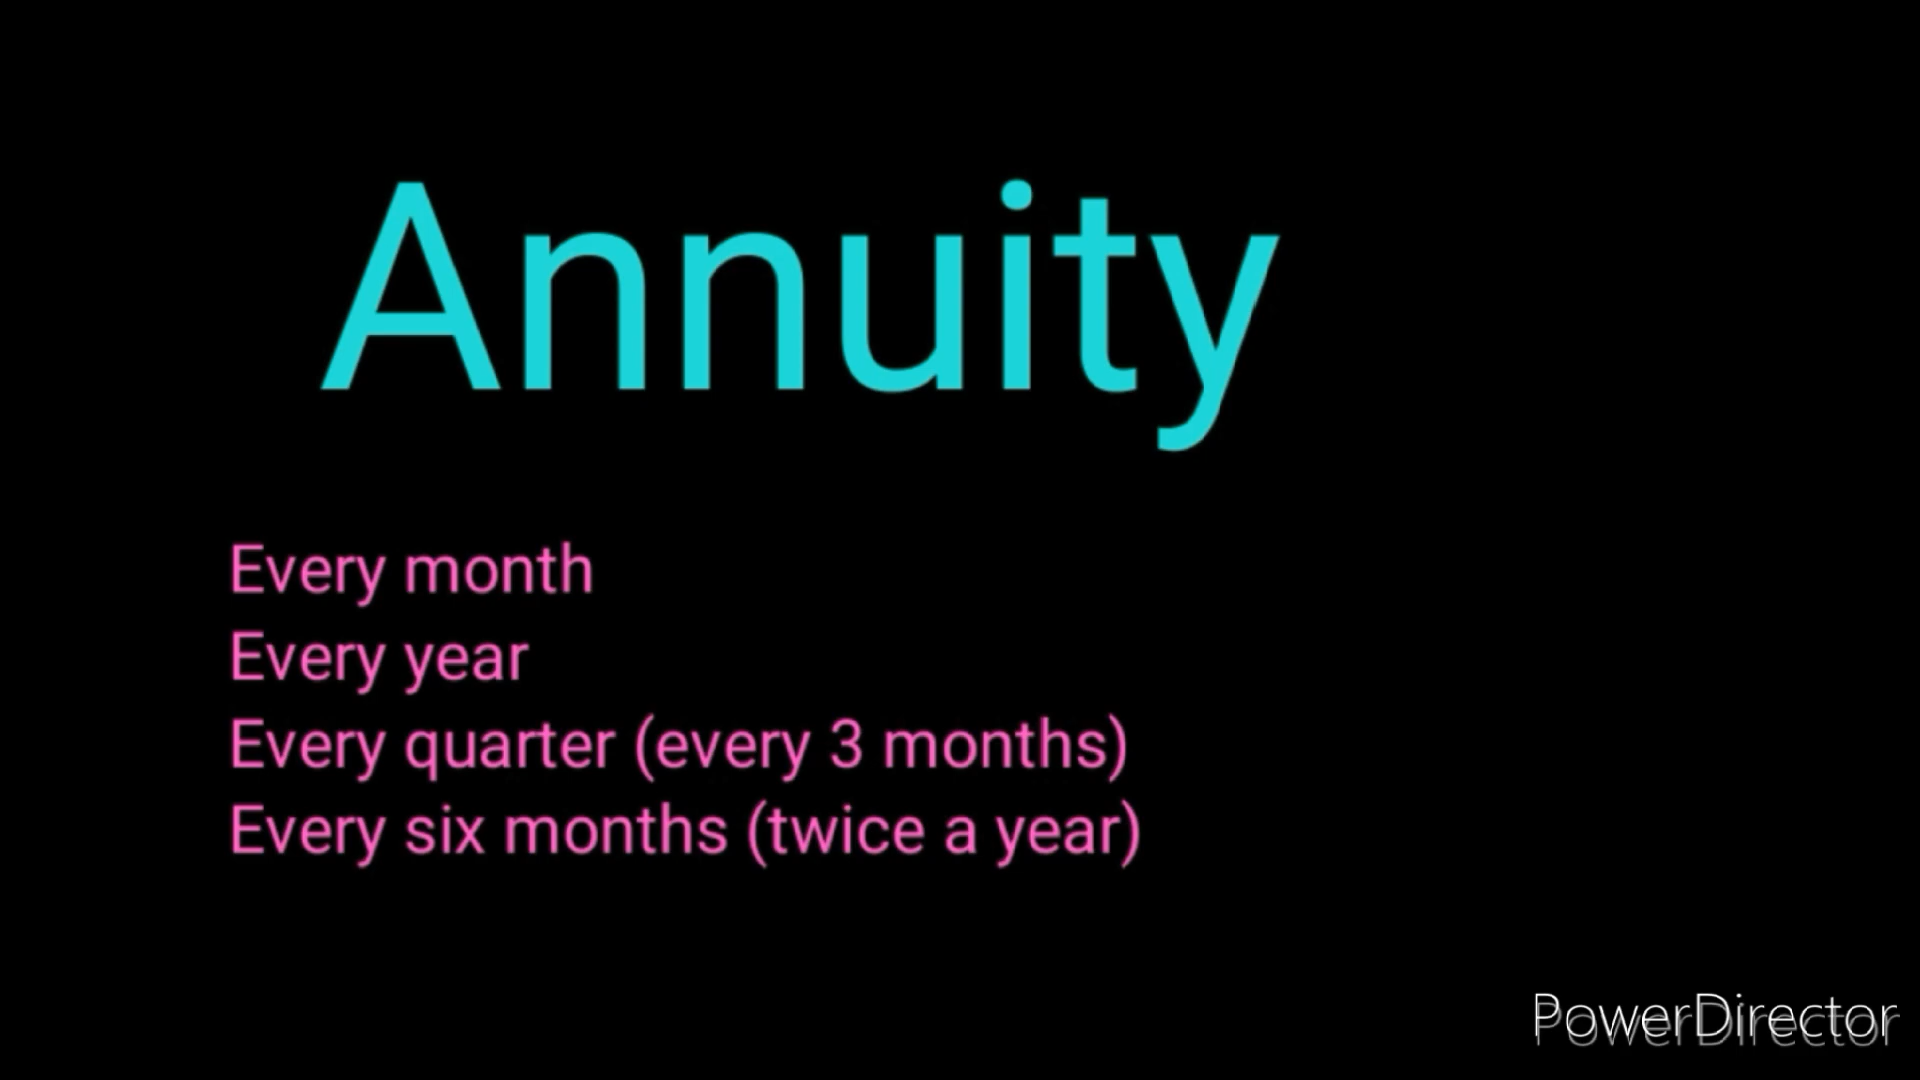 Annuity
Every month
Every year
Every quarter (every 3 months)
Every six months (twice a year)
PowerDirector